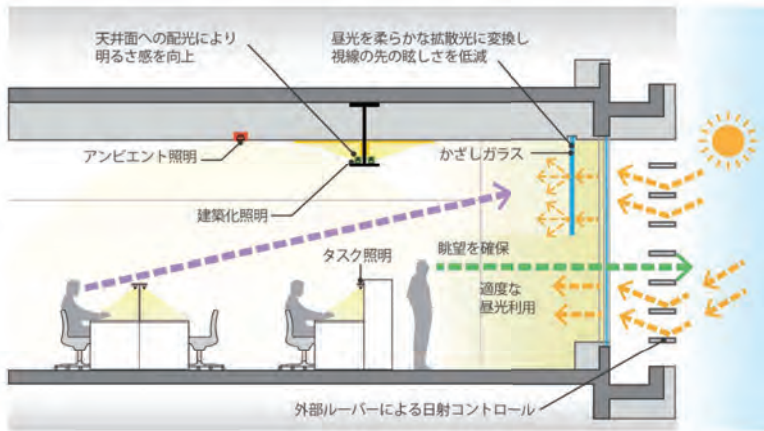 天井面への配光により
明るさ感を向上
昼光を柔らかな拡散光に変換し
視線の先の眩しさを低減
アンビエント照明
かざしガラス
建築化照明
タスク照明
眺望を確保
適度な
昼光利用
外部ルーバーによる日射コントロール